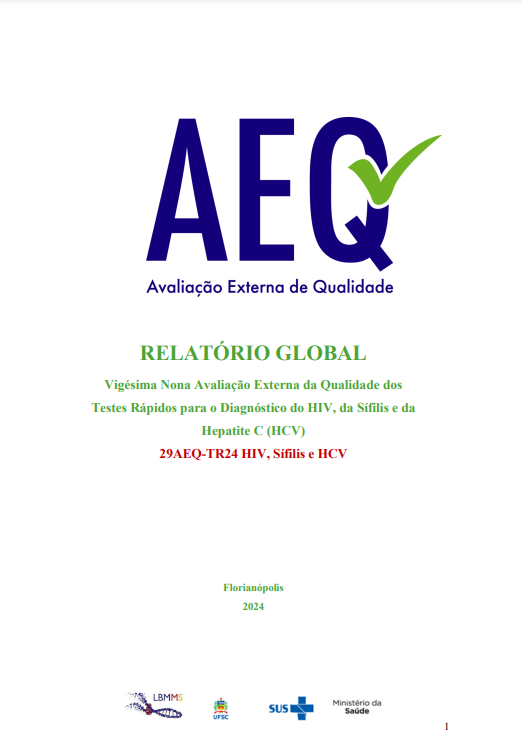 AEQ
Avaliação Externa de Qualidade
RELATÓRIO GLOBAL
Vigésima Nona Avaliação Externa da Qualidade dos
Testes Rápidos para o Diagnóstico do HIV, da Sífilis e da
Hepatite C (HCV)
29AEQ-TR24 HIV, Sífilis e HCV
Florianópolis
2024
LBMMS
UFSC
SUS
Ministério da
Saúde
1